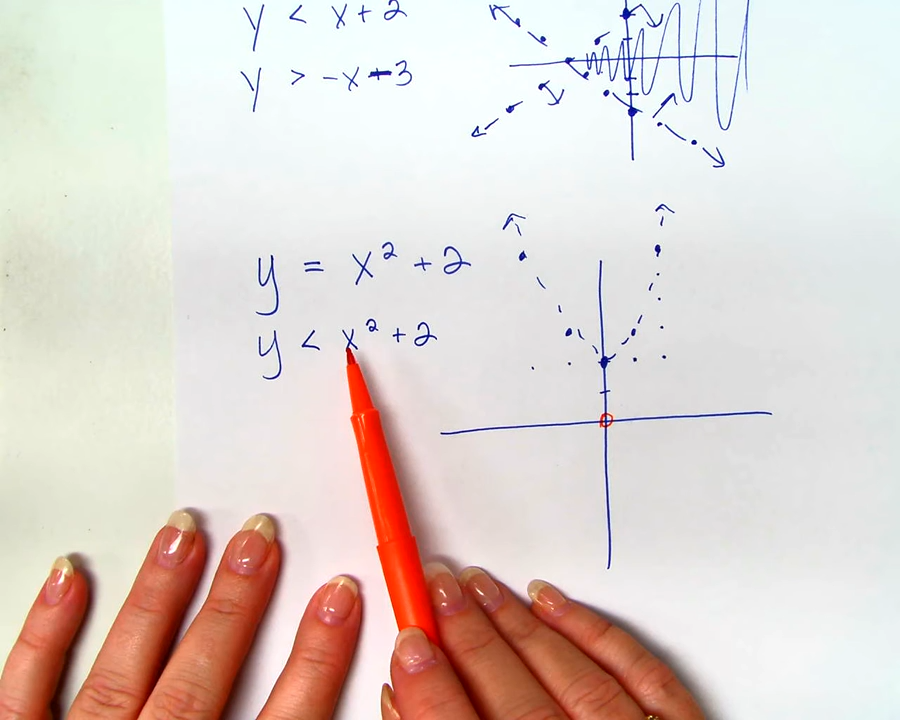 y < x + 2
y > -x - 3
y = x² + 2
y < x² + 2